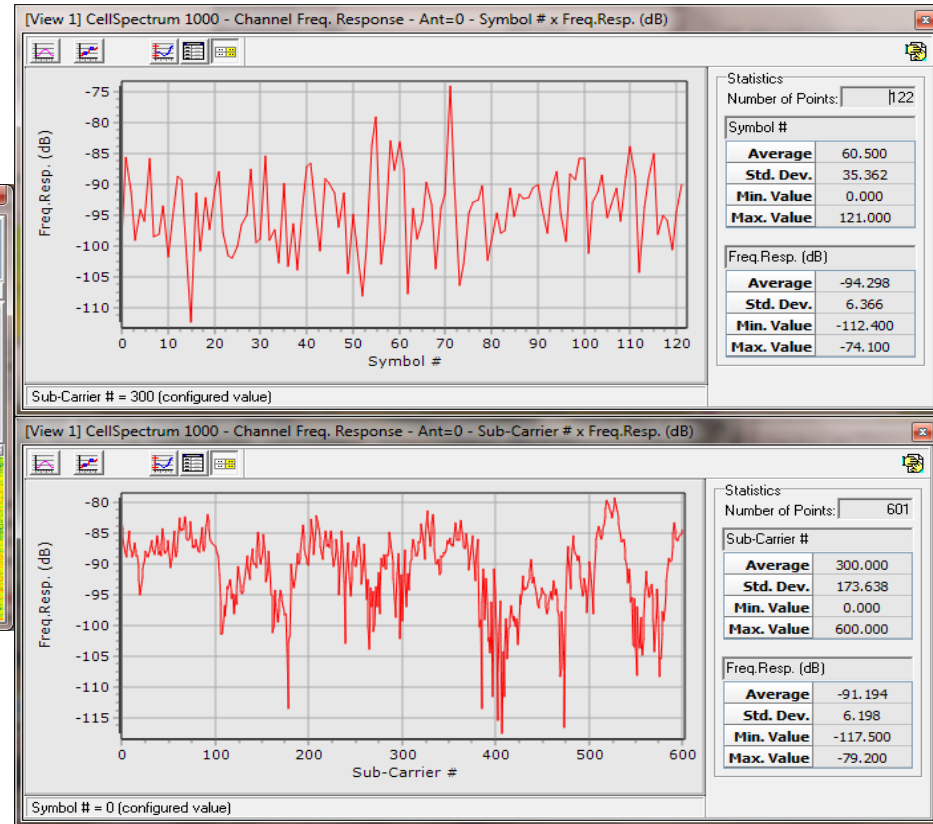 [View 1] CellSpectrum 1000 - Channel Freq. Response - Ant=0 - Symbol # x Freq.Resp. (dB)
Freq.Resp. (dB)
-75
-80
-85
-90
-95
-100
-105
-110
0 10 20 30 40 50 60 70 80 90 100 110 120
Symbol #
Statistics
Number of Points: 122
Symbol #
Average 60.500
Std. Dev. 35.362
Min. Value 0.000
Max. Value 121.000
Freq.Resp. (dB)
Average -94.298
Std. Dev. 6.366
Min. Value -112.400
Max. Value -74.100
Sub-Carrier # = 300 (configured value)
[View 1] CellSpectrum 1000 - Channel Freq. Response - Ant=0 - Sub-Carrier # x Freq.Resp. (dB)
Freq.Resp. (dB)
-80
-85
-90
-95
-100
-105
-110
-115
0 100 200 300 400 500 600
Sub-Carrier #
Statistics
Number of Points: 601
Sub-Carrier #
Average 300.000
Std. Dev. 173.638
Min. Value 0.000
Max. Value 600.000
Freq.Resp. (dB)
Average -91.194
Std. Dev. 6.198
Min. Value -117.500
Max. Value -79.200
Symbol # = 0 (configured value)